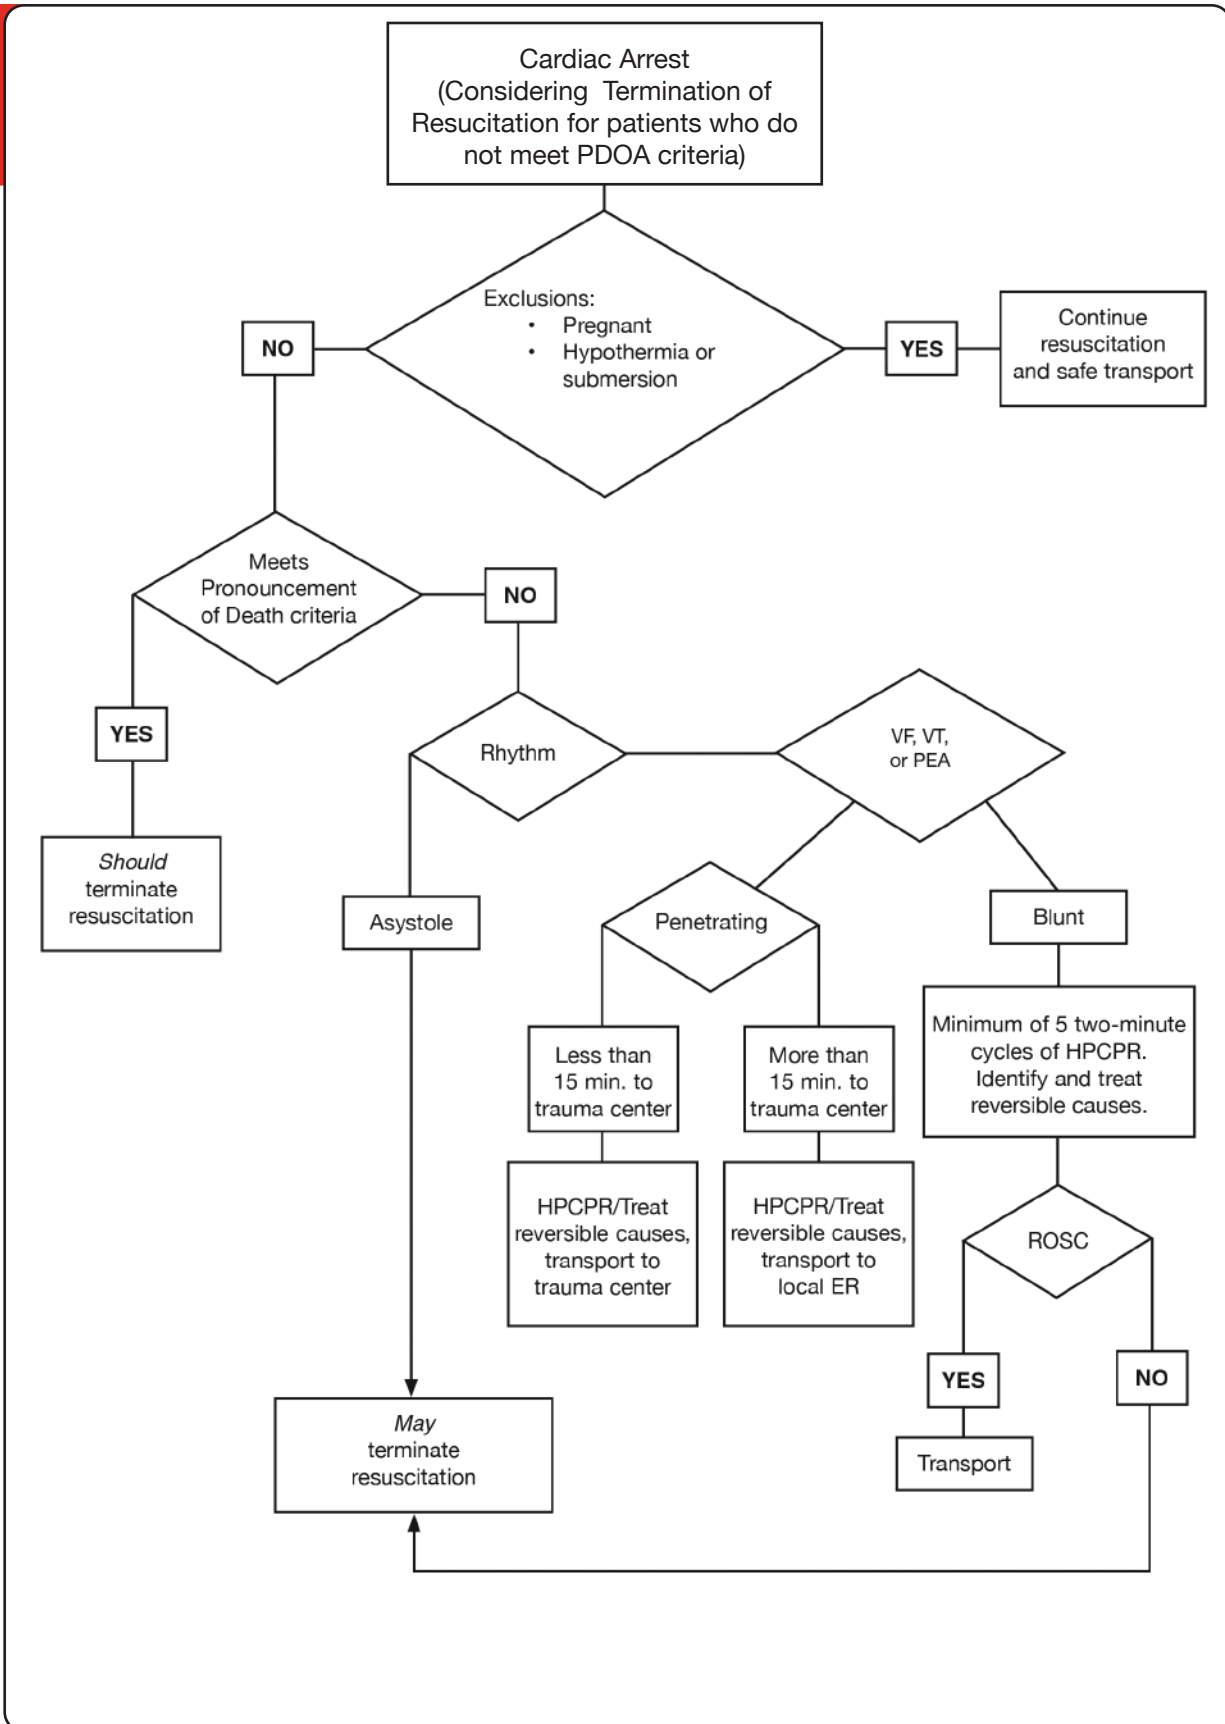 Cardiac Arrest
(Considering Termination of
Resucitation for patients who do
not meet PDOA criteria)
Exclusions:
• Pregnant
• Hypothermia or
submersion
NO
YES
Continue
resuscitation
and safe transport
Meets
Pronouncement
of Death criteria
NO
YES
Should
terminate
resuscitation
Rhythm
VF, VT,
or PEA
Asystole
Penetrating
Blunt
Less than
15 min. to
trauma center
More than
15 min. to
trauma center
Minimum of 5 two-minute
cycles of HPCPR.
Identify and treat
reversible causes.
HPCPR/Treat
reversible causes,
transport to
trauma center
HPCPR/Treat
reversible causes,
transport to
local ER
ROSC
YES
NO
Transport
May
terminate
resuscitation